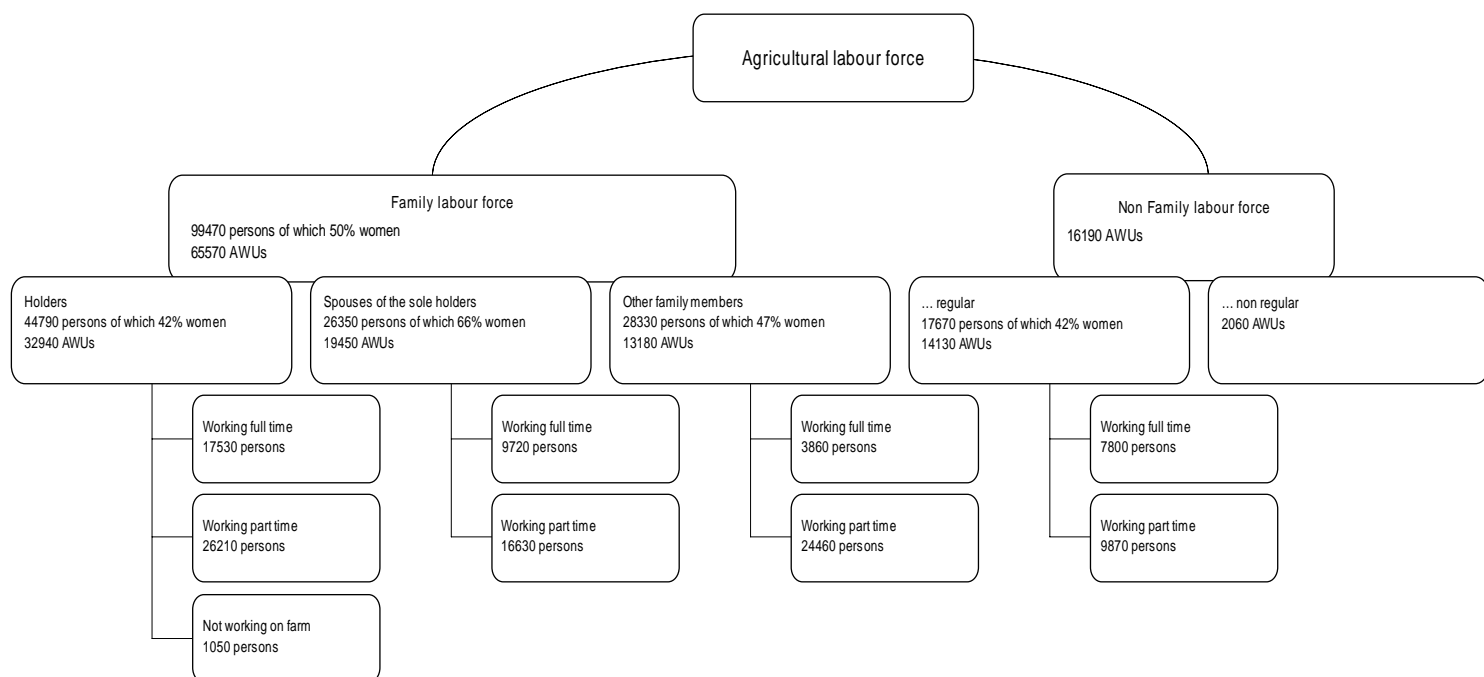 Agricultural labour force
Family labour force
99470 persons of which 50% women
65570 AWUs
Non Family labour force
16190 AWUs
Holders
44790 persons of which 42% women
32940 AWUs
Spouses of the sole holders
26350 persons of which 66% women
19450 AWUs
Other family members
28330 persons of which 47% women
13180 AWUs
... regular
17670 persons of which 42% women
14130 AWUs
... non regular
2060 AWUs
Working full time
17530 persons
Working full time
9720 persons
Working full time
3860 persons
Working full time
7800 persons
Working part time
26210 persons
Working part time
16630 persons
Working part time
24460 persons
Working part time
9870 persons
Not working on farm
1050 persons